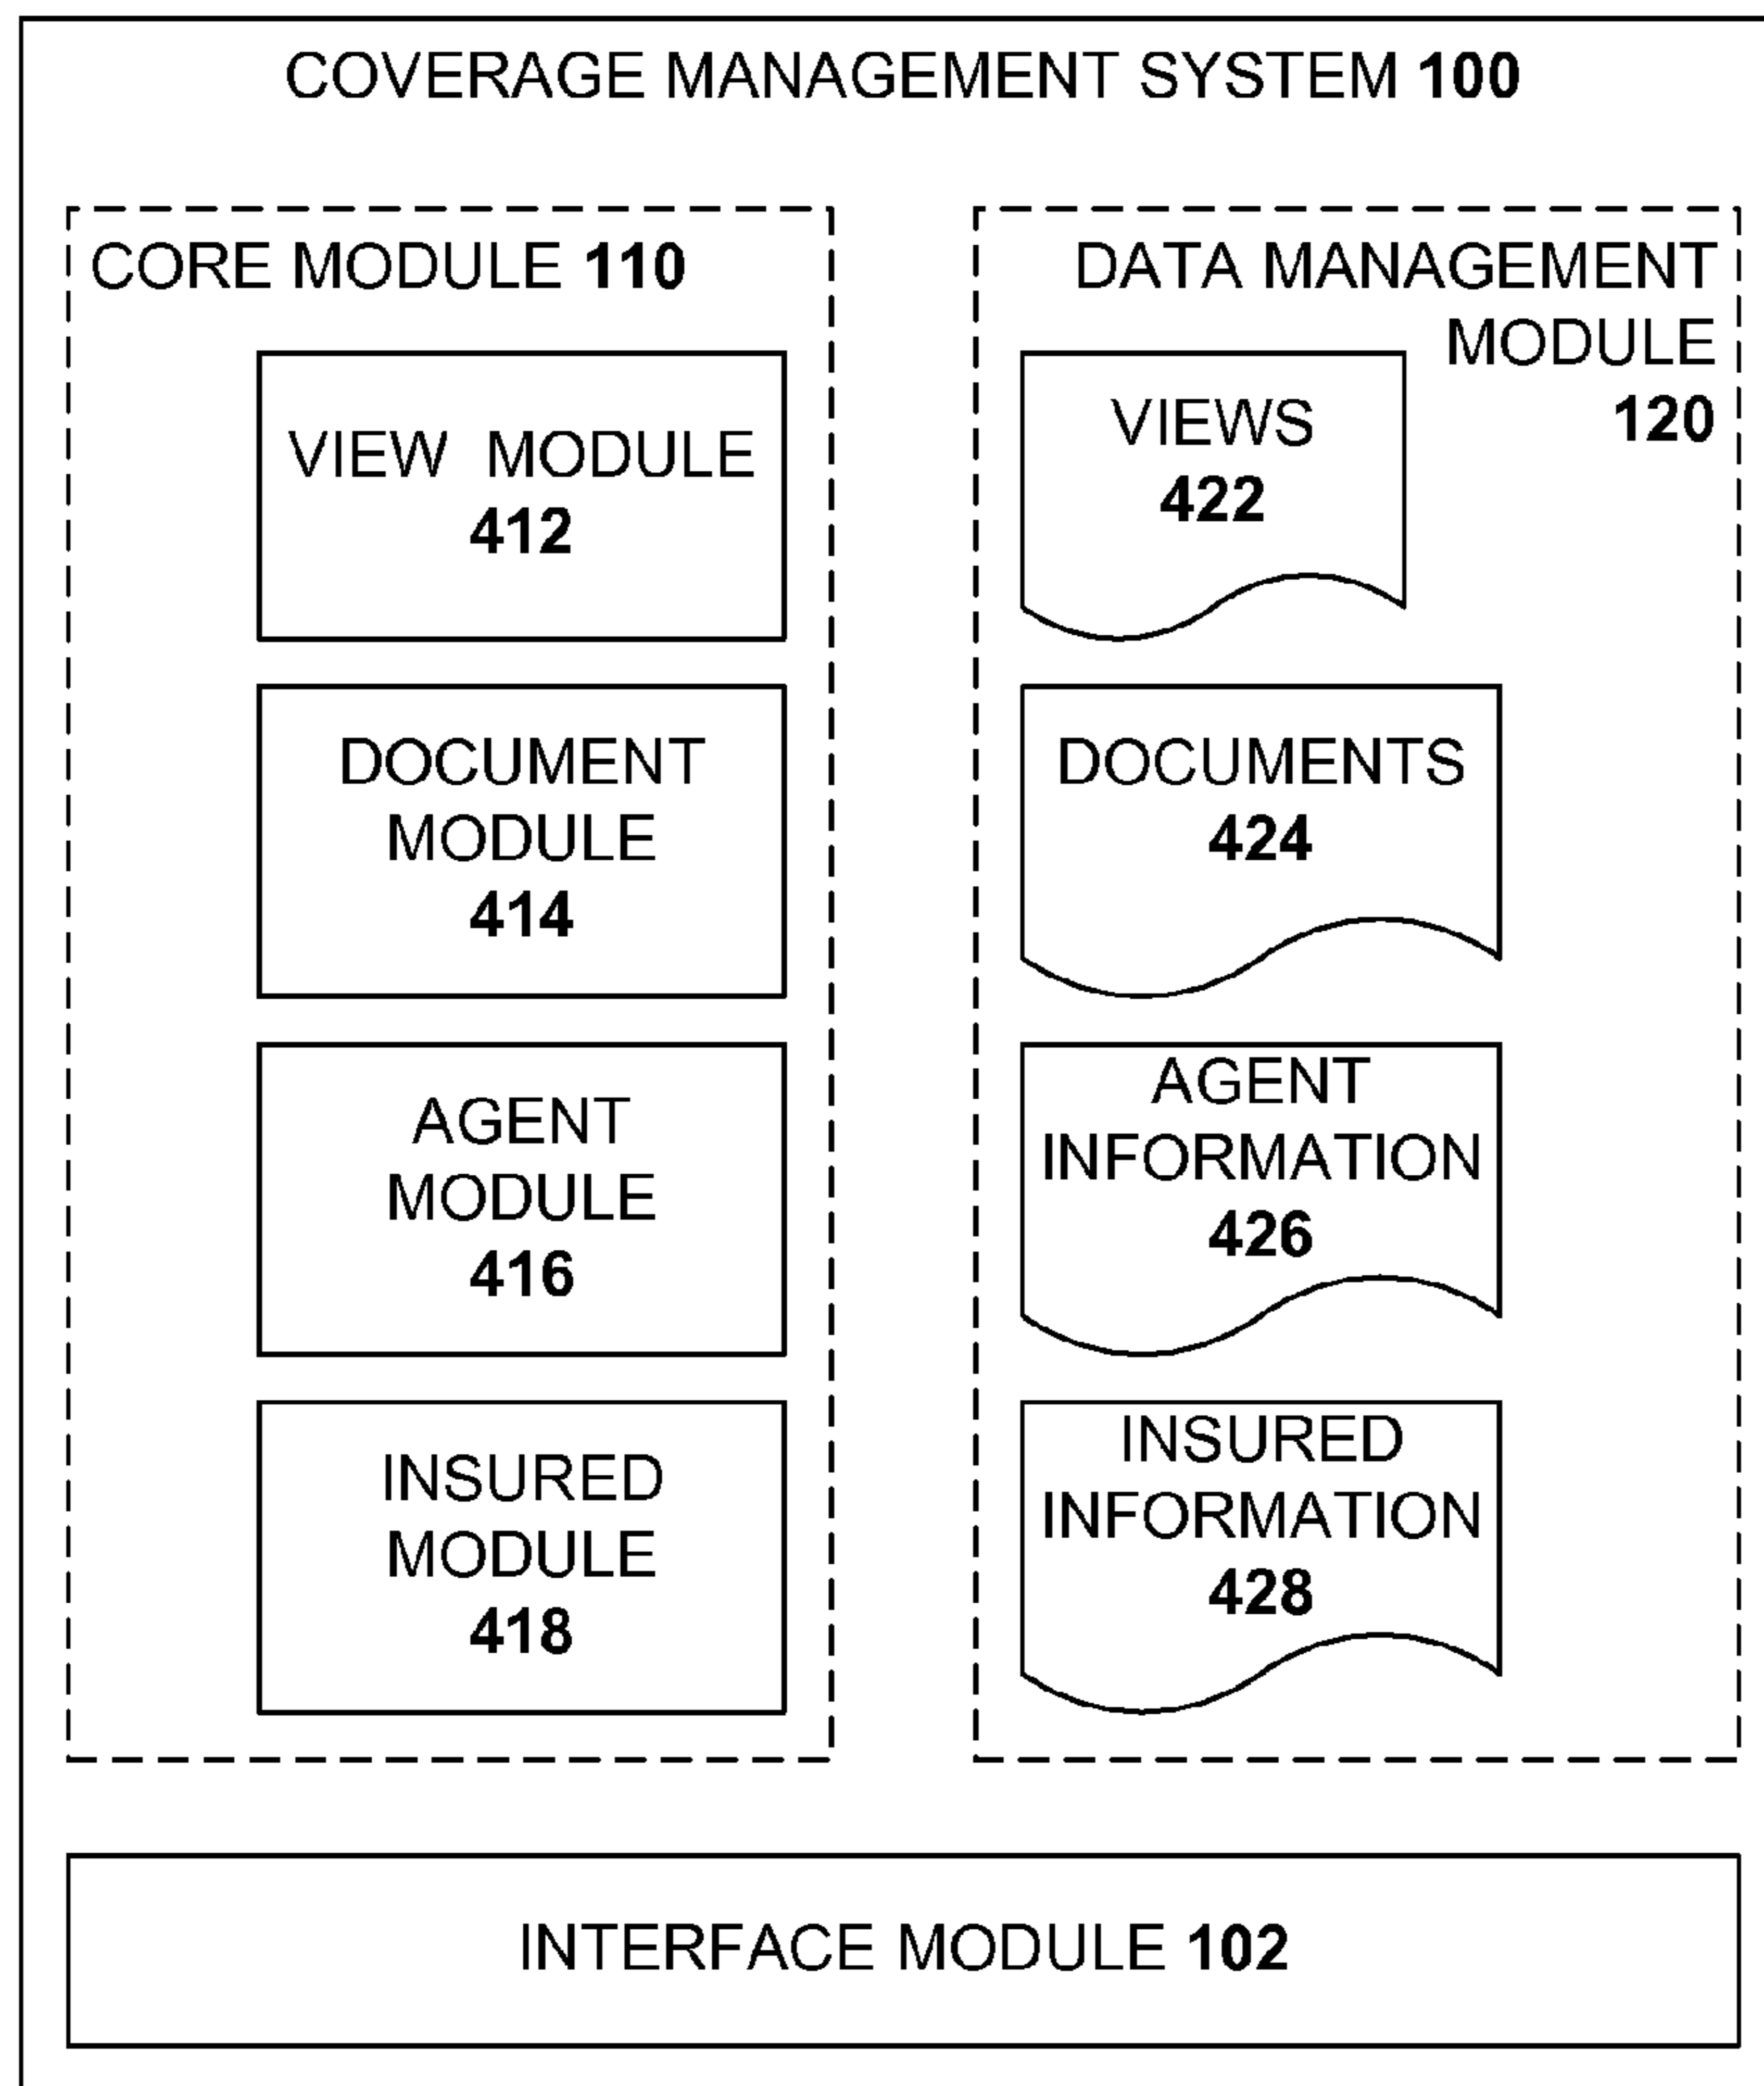 COVERAGE MANAGEMENT SYSTEM 100
CORE MODULE 110
VIEW MODULE
412
DOCUMENT
MODULE
414
AGENT
MODULE
416
INSURED
MODULE
418
DATA MANAGEMENT
MODULE
120
VIEWS
422
DOCUMENTS
424
AGENT
INFORMATION
426
INSURED
INFORMATION
428
INTERFACE MODULE 102